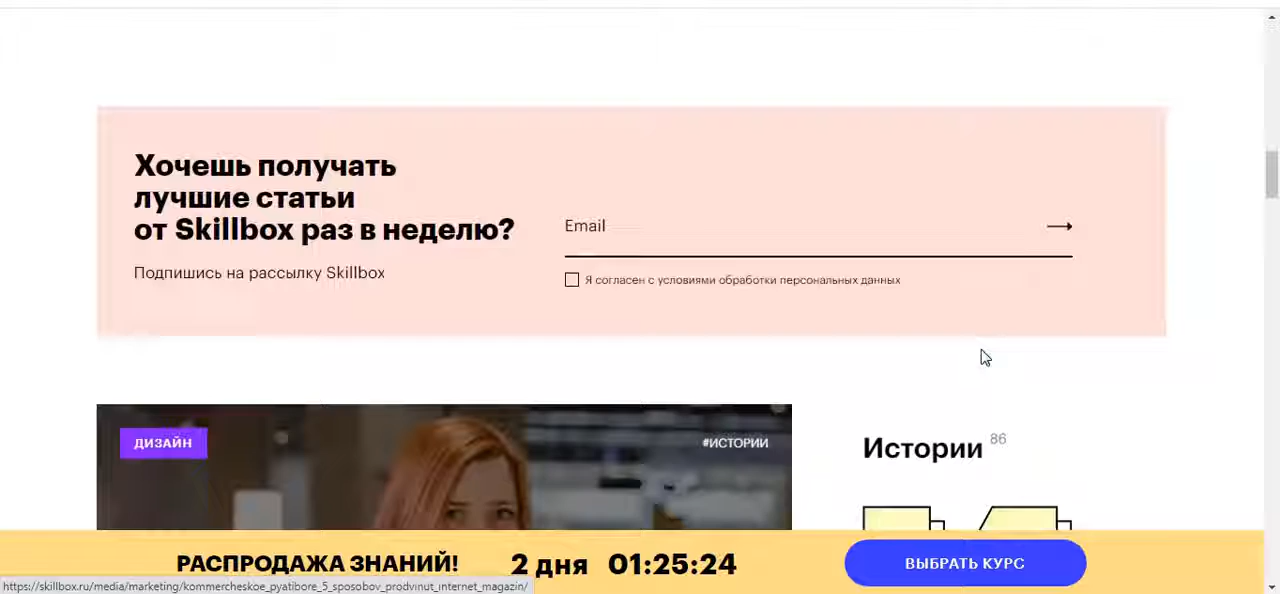 Хочешь получать
лучшие статьи
от Skillbox раз в неделю?
Подпишись на рассылку Skillbox
Email
Я согласен с условиями обработки персональных данных
ДИЗАЙН
#ИСТОРИИ
Истории 86
РАСПРОДАЖА ЗНАНИЙ!
2 дня 01:25:24
ВЫБРАТЬ КУРС
https://skillbox.ru/media/marketing/kommercheskoe_pyatibore_5_sposobov_prodvinut_internet_magazin/